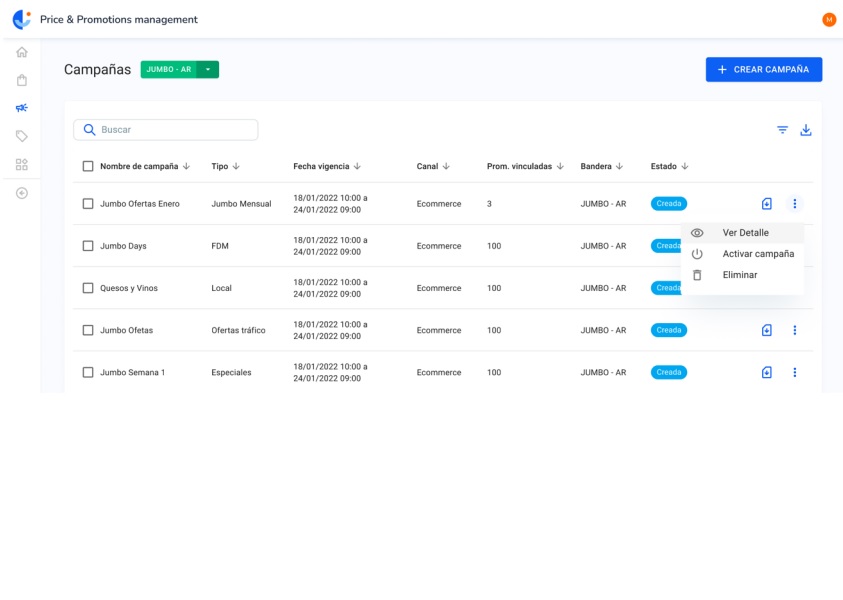 Price & Promotions management
M
Campañas
JUMBO - AR
+ CREAR CAMPAÑA
Buscar
Nombre de campaña Tipo Fecha vigencia Canal Prom. vinculadas Bandera Estado
Jumbo Ofertas Enero Jumbo Mensual 18/01/2022 10:00 a Ecommerce 3 JUMBO - AR Creada
24/01/2022 09:00
Ver Detalle
Jumbo Days FDM 18/01/2022 10:00 a Ecommerce 100 JUMBO - AR Creada
24/01/2022 09:00
Activar campaña
Eliminar
Quesos y Vinos Local 18/01/2022 10:00 a Ecommerce 100 JUMBO - AR Creada
24/01/2022 09:00
Jumbo Ofetas Ofertas tráfico 18/01/2022 10:00 a Ecommerce 100 JUMBO - AR Creada
24/01/2022 09:00
Jumbo Semana 1 Especiales 18/01/2022 10:00 a Ecommerce 100 JUMBO - AR Creada
24/01/2022 09:00